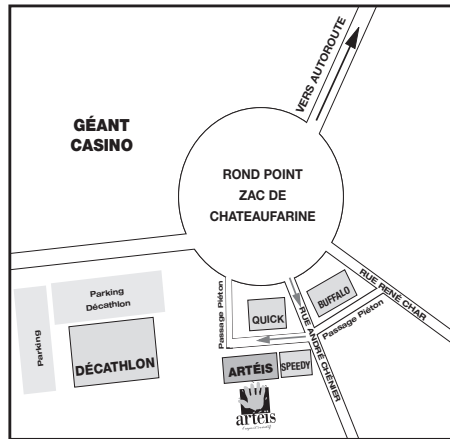 VERS AUTOROUTE
GÉANT
CASINO
ROND POINT
ZAC DE
CHATEAUFARINE
Parking
Décathlon
Parking
DÉCATHLON
Passage Piéton
QUICK
BUFFALO
RUE RENÉ CHAR
Passage Piéton
RUE ANDRÉ CHÉNIER
ARTÉIS
SPEEDY
artéis